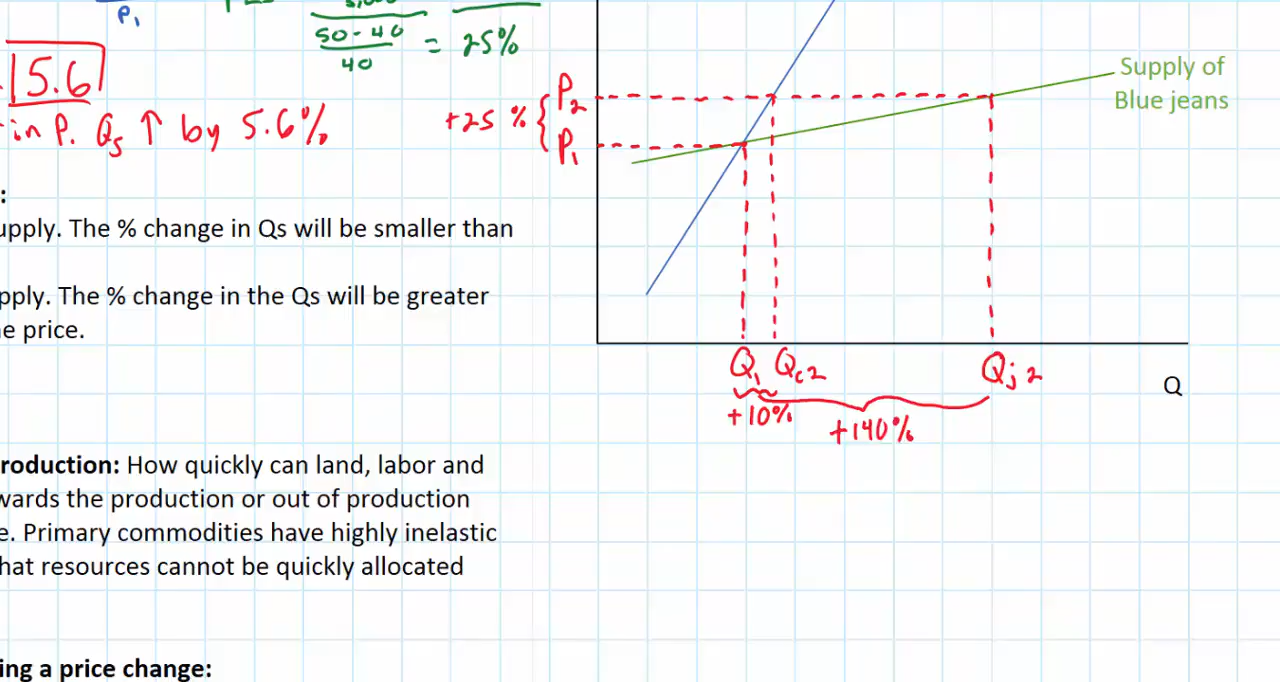 P₁
50 - 40
40
= 25%
5.6
in P. Qs ↑ by 5.6%
upply. The % change in Qs will be smaller than
pply. The % change in the Qs will be greater
e price.
roduction: How quickly can land, labor and
wards the production or out of production
e. Primary commodities have highly inelastic
hat resources cannot be quickly allocated
ing a price change:
Supply of
Blue jeans
+25 %
P₂
P₁
Q₁ Qc2 Qj2
Q
+10%
+140%